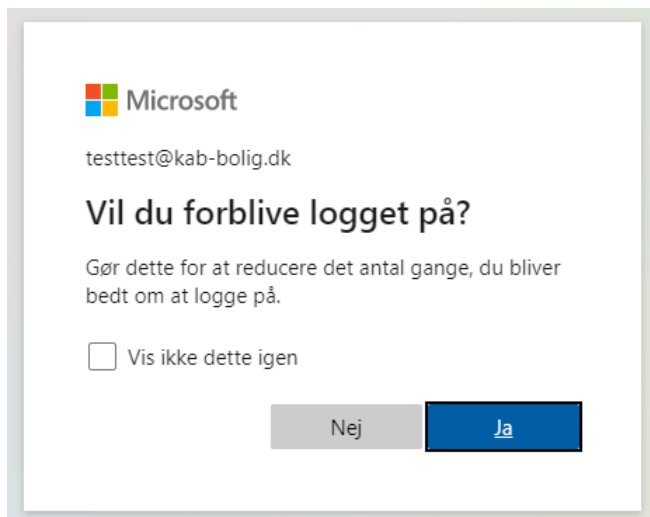 Microsoft
testtest@kab-bolig.dk
Vil du forblive logget på?
Gør dette for at reducere det antal gange, du bliver
bedt om at logge på.
Vis ikke dette igen
Nej Ja